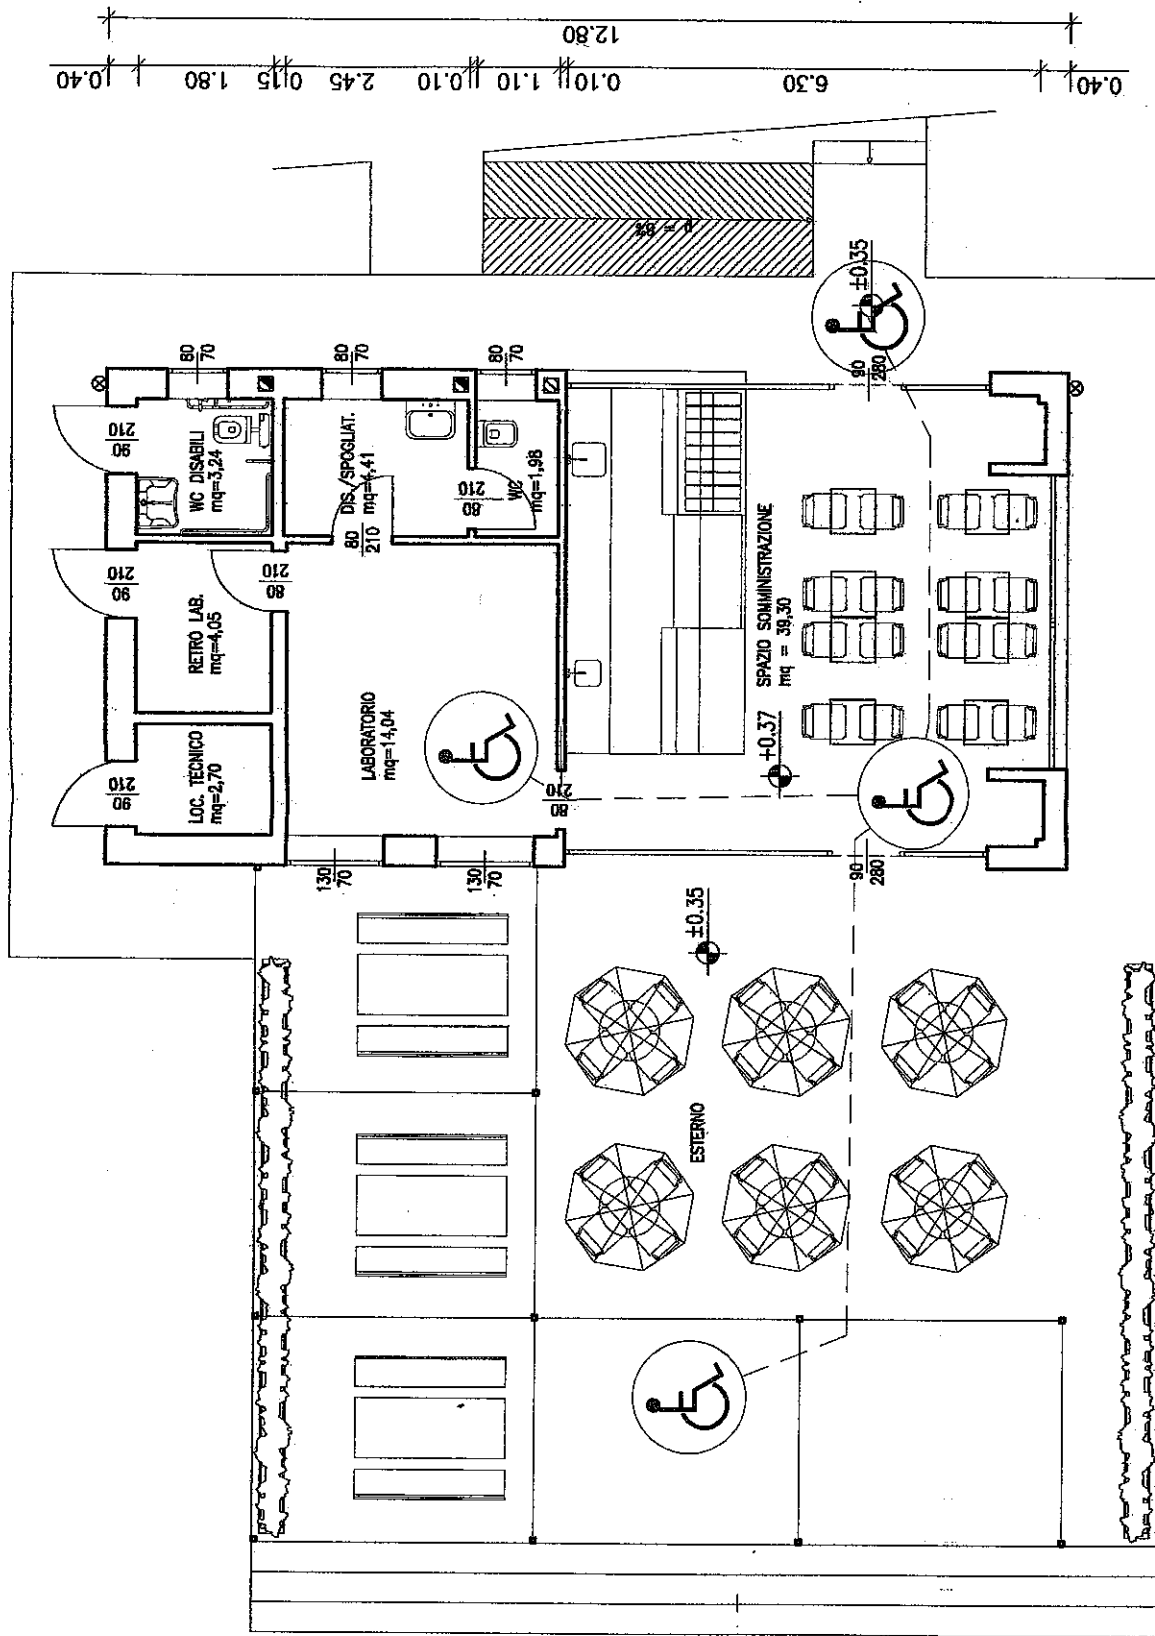 12.80
0.40
1.80
0.15
2.45
0.10
1.10
0.10
6.30
0.40
p = 8%
±0.35
80
70
80
70
80
70
90
280
90
210
WC DISABILI
mq=3,24
DIS./SPOGLIAT.
mq=4,41
80
210
WC
mq=1,98
80
210
90
210
RETRO LAB.
mq=4,05
80
210
SPAZIO SOMMINISTRAZIONE
mq = 39,30
90
210
LOC. TECNICO
mq=2,70
LABORATORIO
mq=14,04
+0.37
80
210
130
70
130
70
90
280
±0.35
ESTERNO